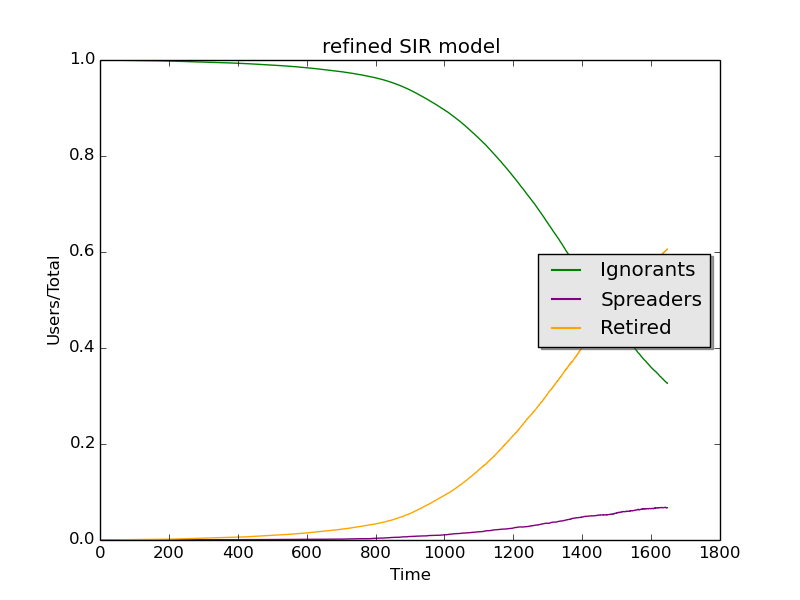 refined SIR model
1.0
0.8
0.6
0.4
0.2
0.0
Users/Total
Ignorants
Spreaders
Retired
0 200 400 600 800 1000 1200 1400 1600 1800
Time